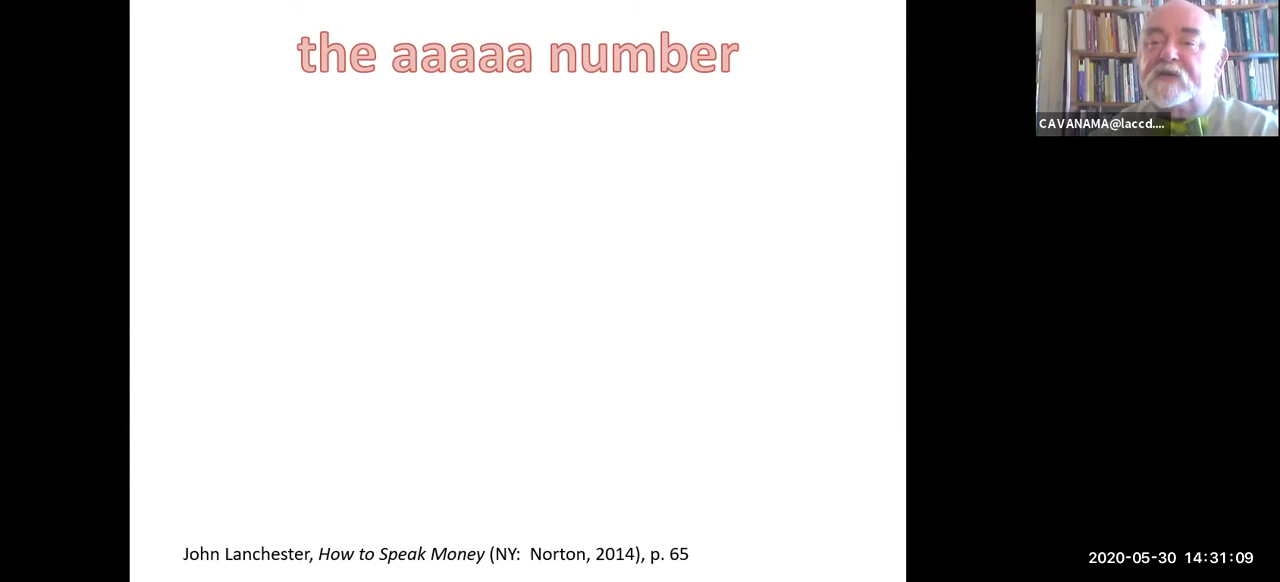 the aaaaa number
CAVANAMA@laccd....
John Lanchester, How to Speak Money (NY:  Norton, 2014), p. 65
2020-05-30 14:31:09